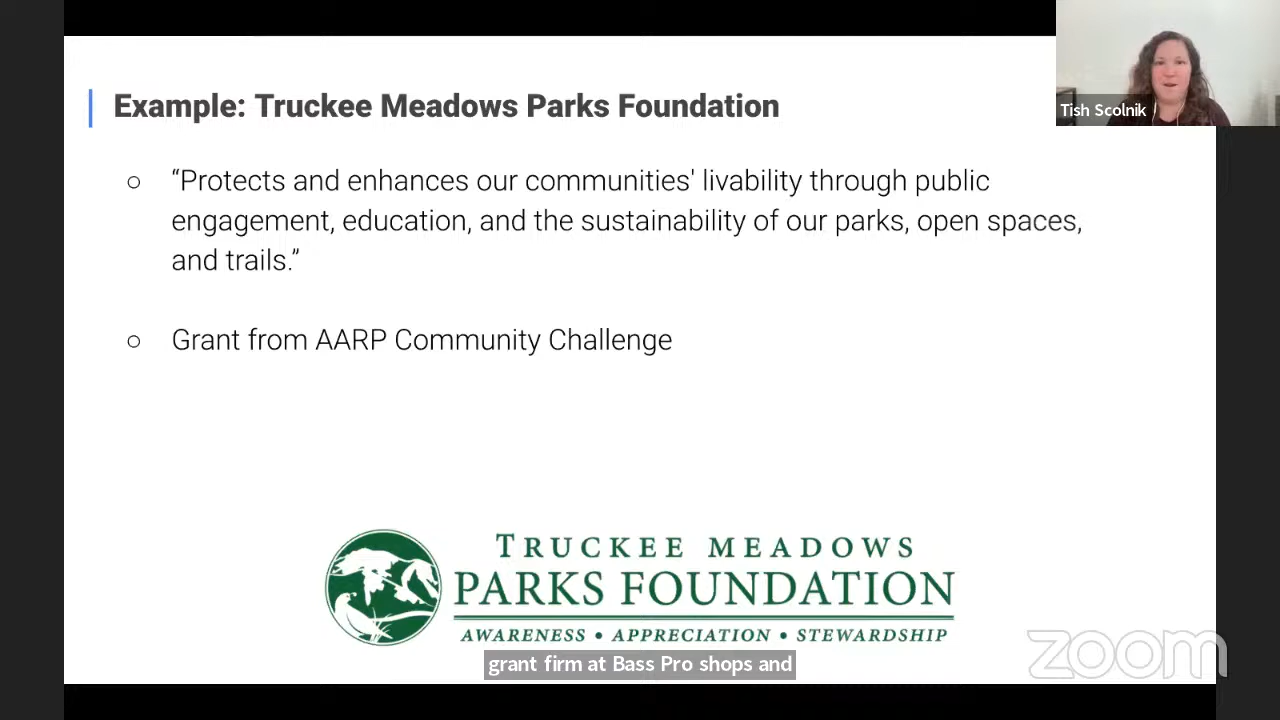 Example: Truckee Meadows Parks Foundation
Tish Scolnik
○ “Protects and enhances our communities' livability through public
engagement, education, and the sustainability of our parks, open spaces,
and trails.”
○ Grant from AARP Community Challenge
TRUCKEE MEADOWS
PARKS FOUNDATION
AWARENESS • APPRECIATION • STEWARDSHIP
grant firm at Bass Pro shops and
zoom